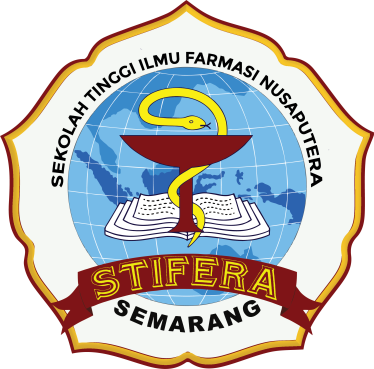 SEKOLAH TINGGI ILMU FARMASI NUSAPUTERA
STIFERA
SEMARANG